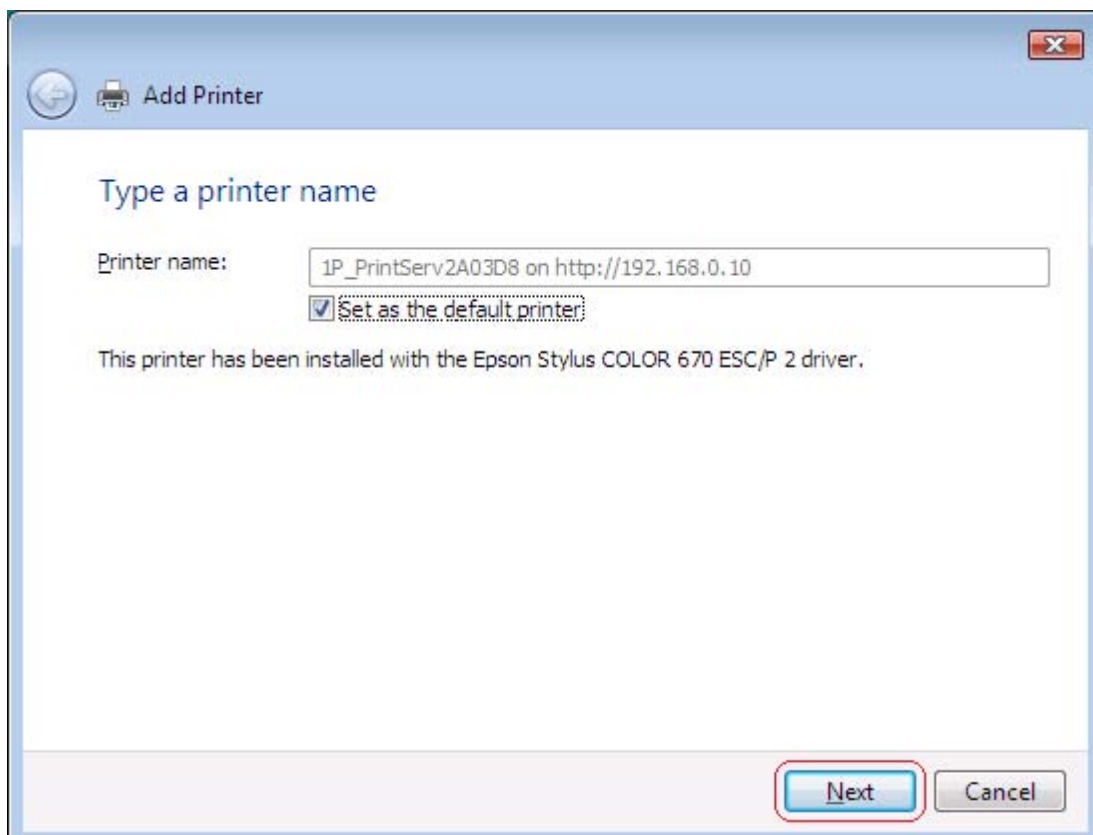 Add Printer
Type a printer name
Printer name:
1P_PrintServ2A03D8 on http://192.168.0.10
Set as the default printer
This printer has been installed with the Epson Stylus COLOR 670 ESC/P 2 driver.
Next
Cancel